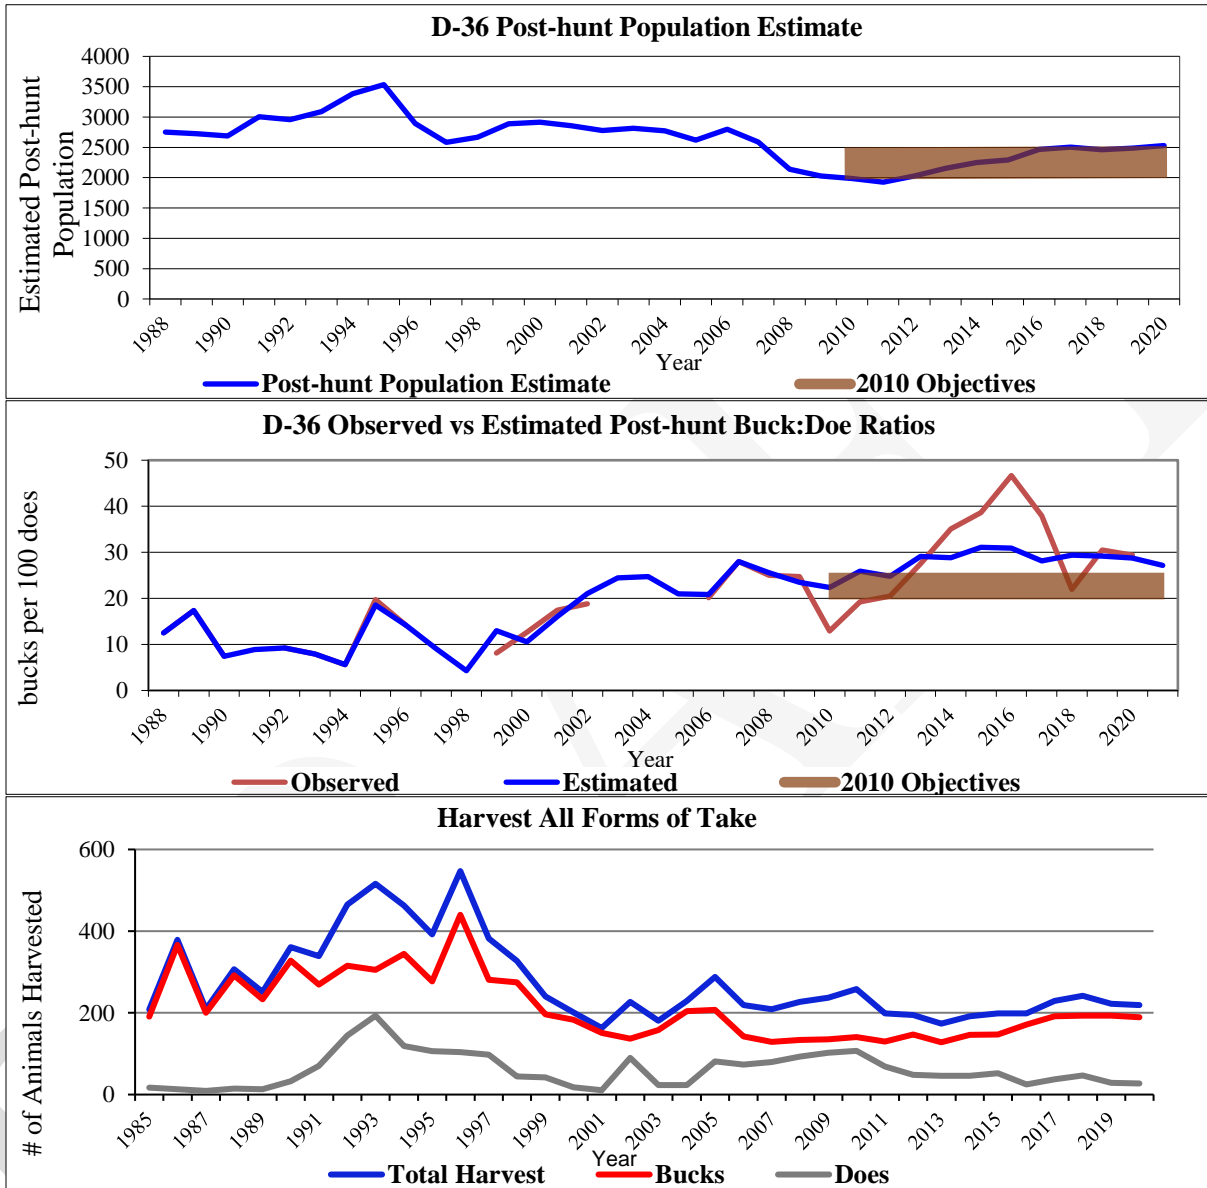 D-36 Post-hunt Population Estimate
Estimated Post-hunt
Population
4000
3500
3000
2500
2000
1500
1000
500
0
1988 1990 1992 1994 1996 1998 2000 2002 2004 2006 2008 2010 2012 2014 2016 2018 2020
Year
Post-hunt Population Estimate 2010 Objectives
D-36 Observed vs Estimated Post-hunt Buck:Doe Ratios
bucks per 100 does
50
40
30
20
10
0
1988 1990 1992 1994 1996 1998 2000 2002 2004 2006 2008 2010 2012 2014 2016 2018 2020
Year
Observed Estimated 2010 Objectives
Harvest All Forms of Take
# of Animals Harvested
600
400
200
0
1985 1987 1989 1991 1993 1995 1997 1999 2001 2003 2005 2007 2009 2011 2013 2015 2017 2019
Year
Total Harvest Bucks Does